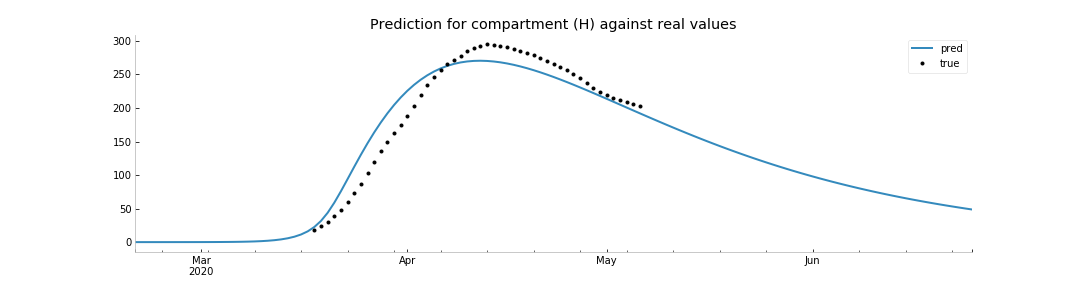 Prediction for compartment (H) against real values
300
250
200
150
100
50
0
pred
true
Mar
2020
Apr
May
Jun